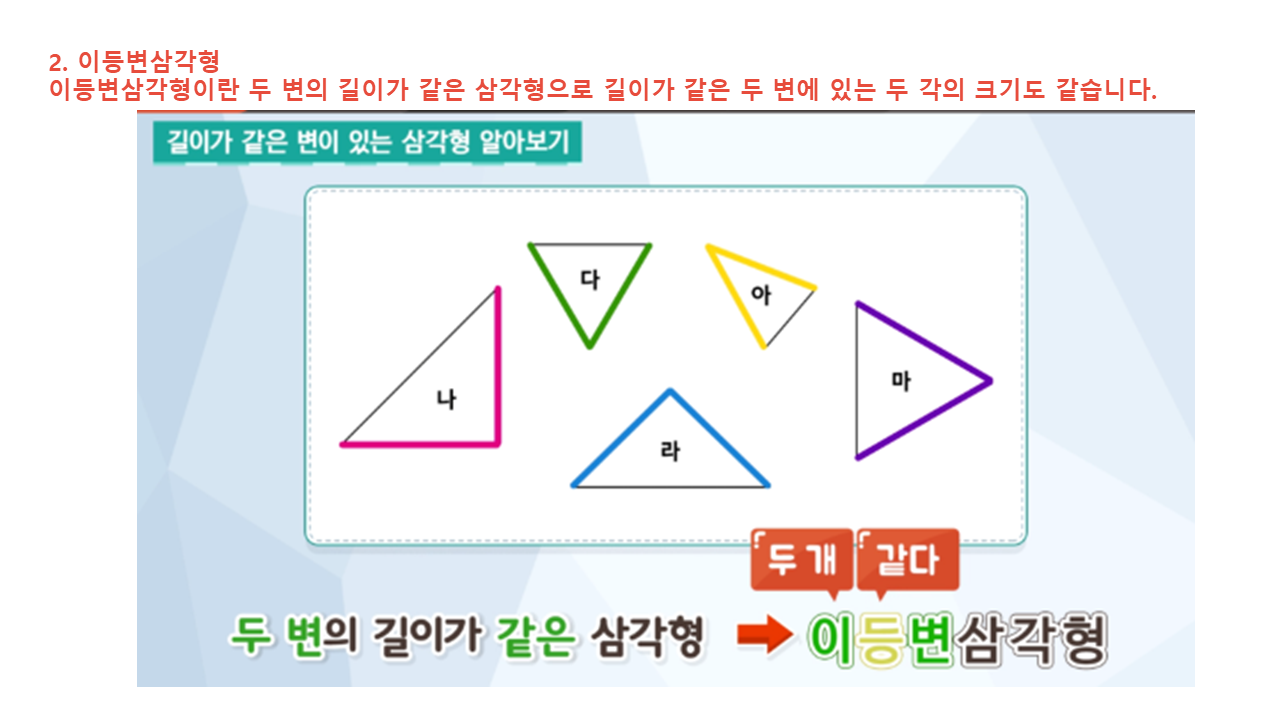 2. 이등변삼각형
이등변삼각형이란 두 변의 길이가 같은 삼각형으로 길이가 같은 두 변에 있는 두 각의 크기도 같습니다.
길이가 같은 변이 있는 삼각형 알아보기
다
아
나
마
라
두 개 같다
두 변의 길이가 같은 삼각형 이등변삼각형